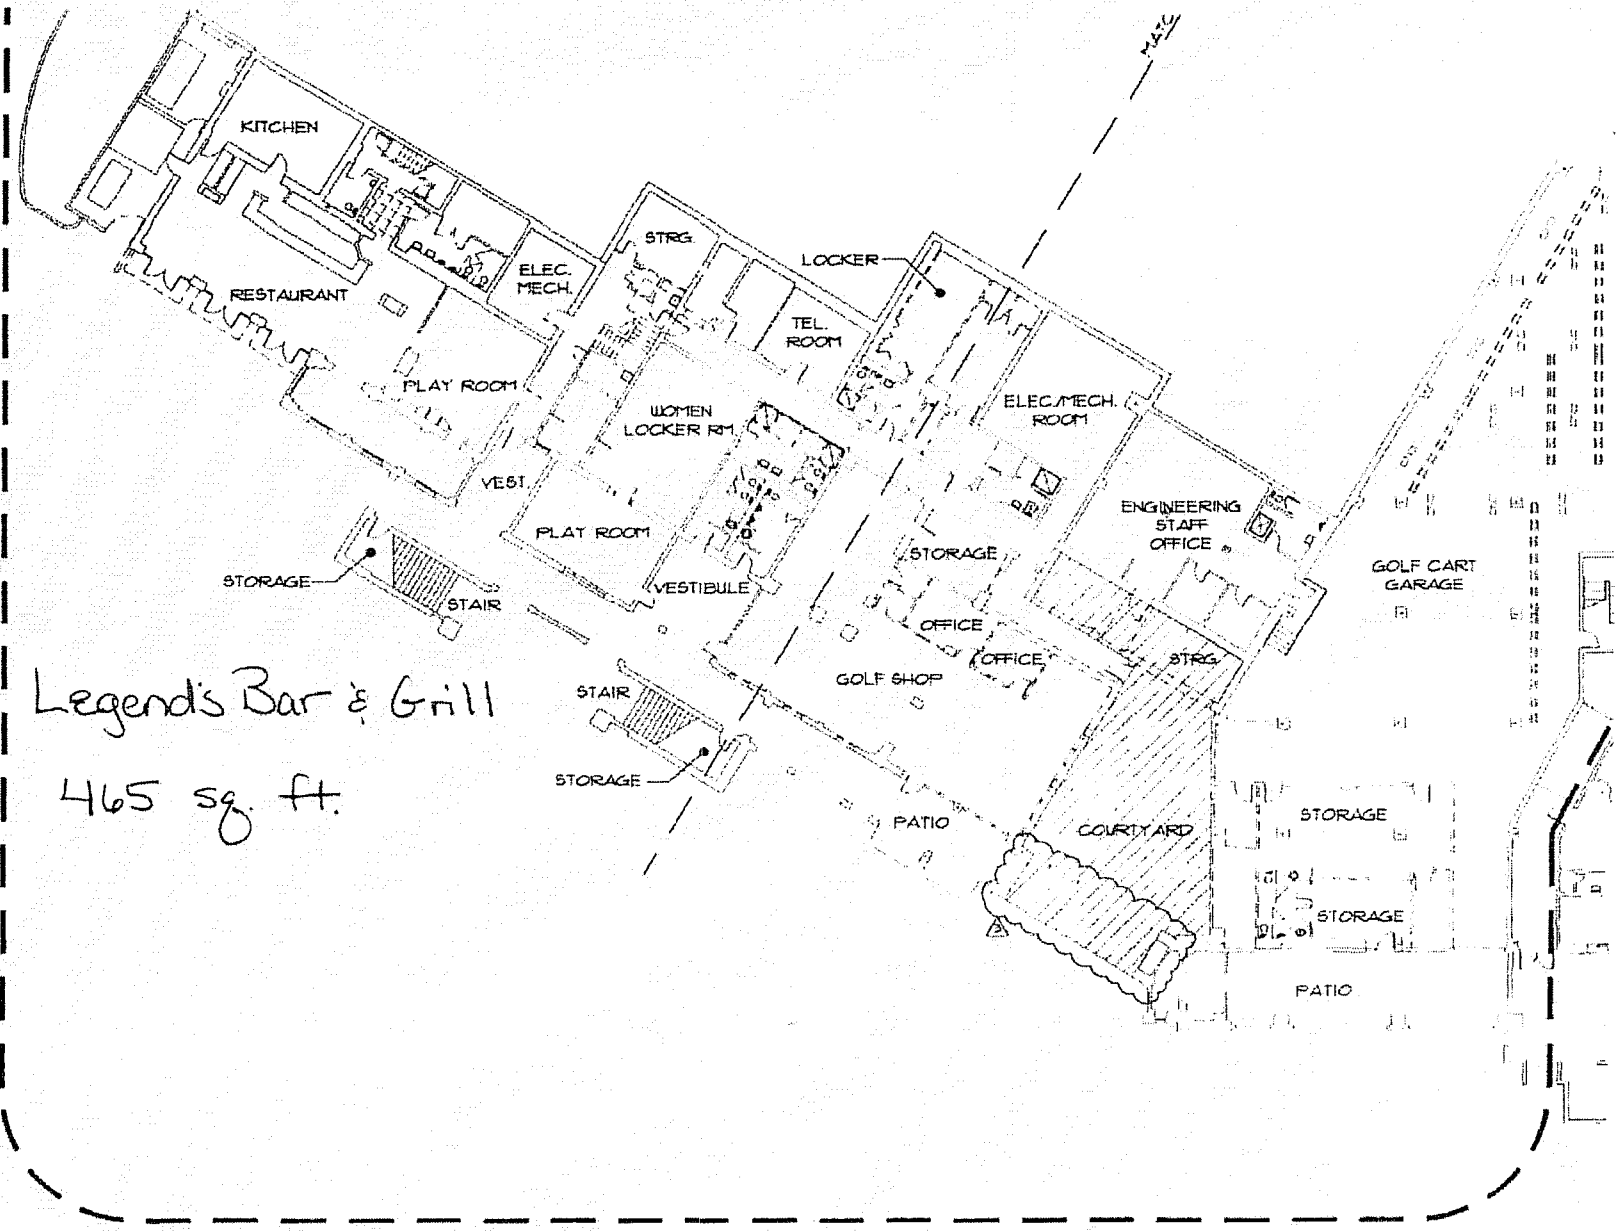 MATC
KITCHEN
STRG.
LOCKER
ELEC.
MECH.
RESTAURANT
TEL.
ROOM
PLAY ROOM
WOMEN
LOCKER RM
ELEC./MECH.
ROOM
VEST.
ENGINEERING
STAFF
OFFICE
PLAY ROOM
STORAGE
GOLF CART
GARAGE
STORAGE
VESTIBULE
STAIR
OFFICE
OFFICE
STRG
GOLF SHOP
Legend's Bar & Grill
STAIR
STORAGE
465 sq. ft.
PATIO
COURTYARD
STORAGE
STORAGE
PATIO